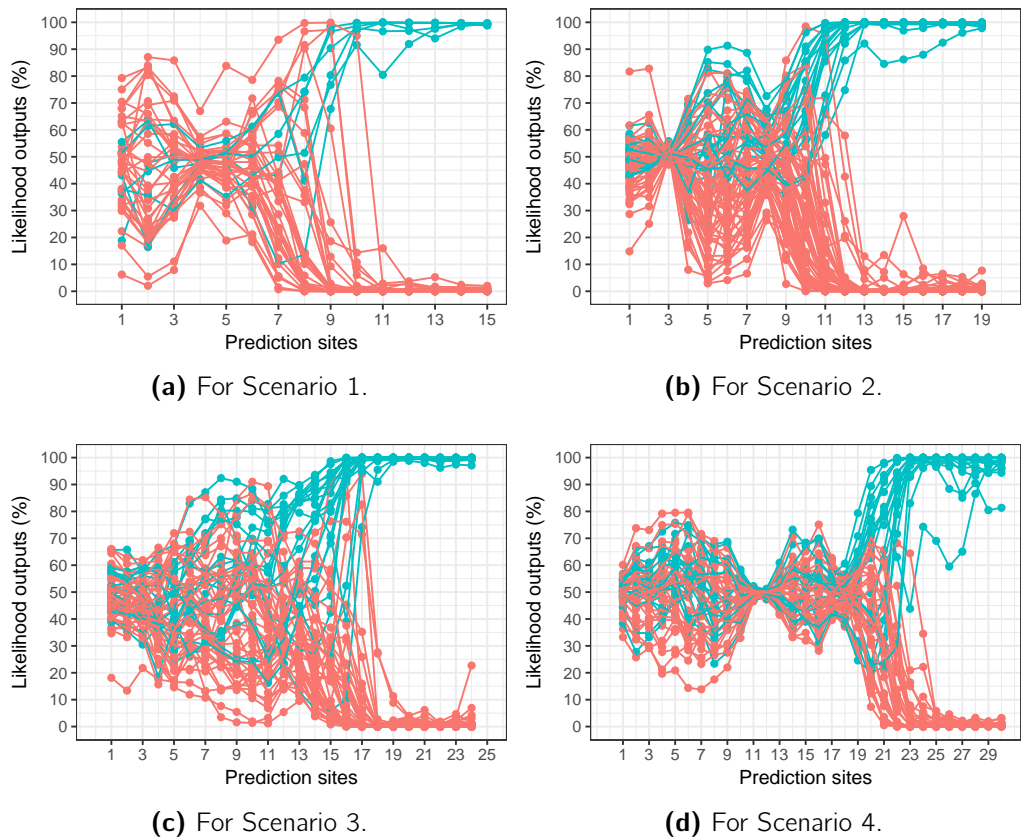 Likelihood outputs (%)
100
90
80
70
60
50
40
30
20
10
0
1 3 5 7 9 11 13 15
Prediction sites
(a) For Scenario 1.
Likelihood outputs (%)
100
90
80
70
60
50
40
30
20
10
0
1 3 5 7 9 11 13 15 17 19
Prediction sites
(b) For Scenario 2.
Likelihood outputs (%)
100
90
80
70
60
50
40
30
20
10
0
1 3 5 7 9 11 13 15 17 19 21 23 25
Prediction sites
(c) For Scenario 3.
Likelihood outputs (%)
100
90
80
70
60
50
40
30
20
10
0
1 3 5 7 9 11 13 15 17 19 21 23 25 27 29
Prediction sites
(d) For Scenario 4.